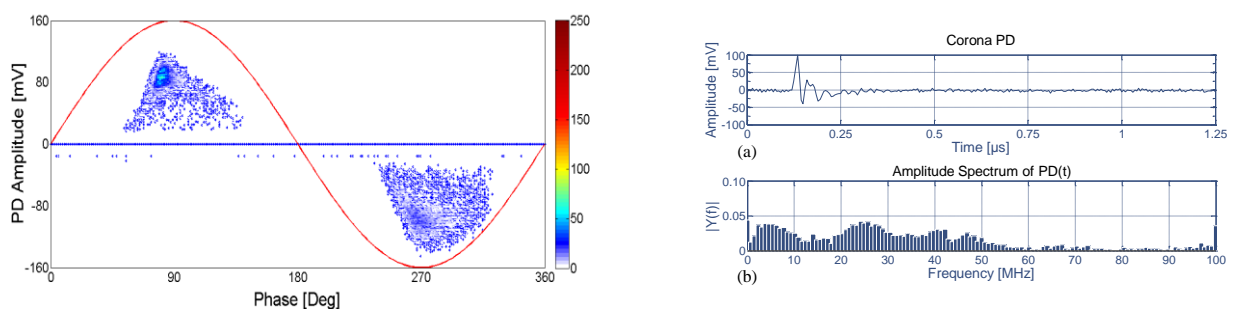 160
80
0
-80
-160
PD Amplitude [mV]
0 90 180 270 360
Phase [Deg]
250
200
150
100
50
0
Corona PD
100
50
0
-50
-100
Amplitude [mV]
0 0.25 0.5 0.75 1 1.25
(a) Time [µs]
Amplitude Spectrum of PD(t)
0.10
0.05
0
|Y(f)|
0 10 20 30 40 50 60 70 80 90 100
(b) Frequency [MHz]